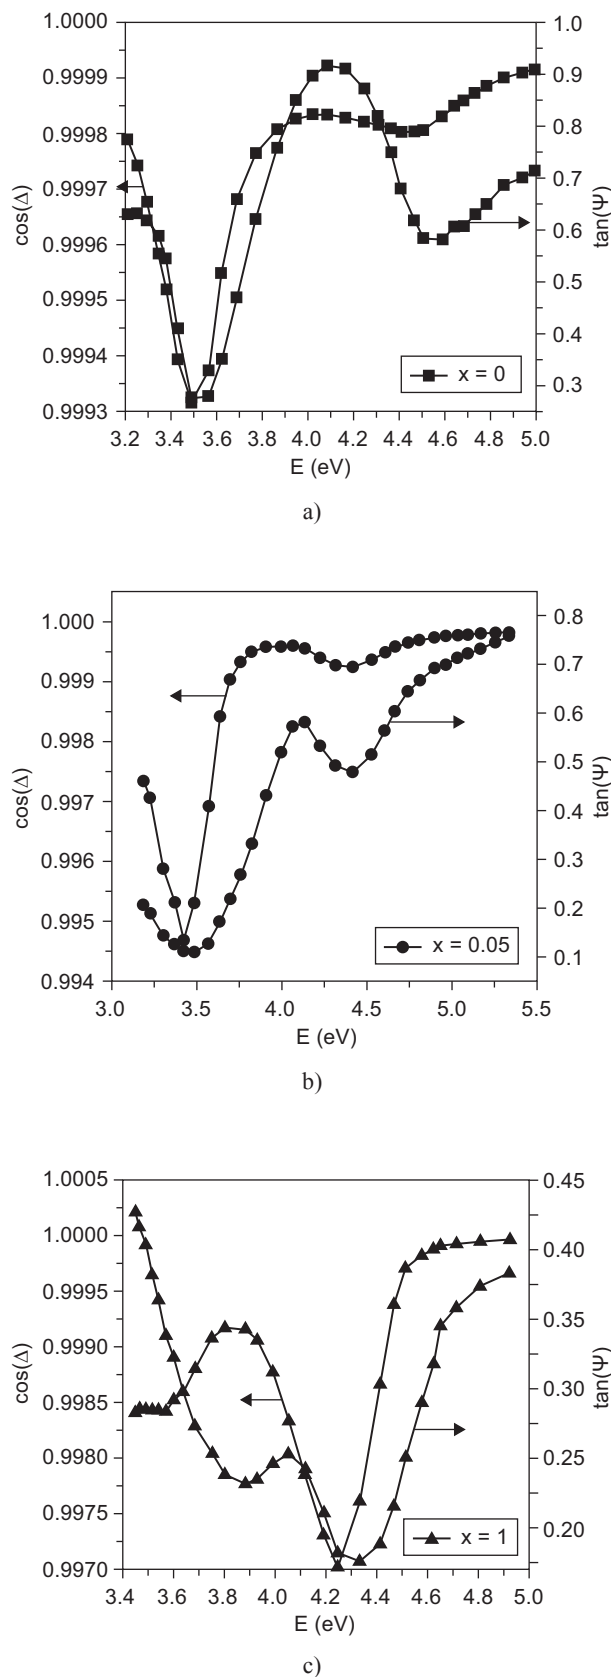 1.0000
0.9999
0.9998
0.9997
0.9996
0.9995
0.9994
0.9993
cos(Δ)
1.0
0.9
0.8
0.7
0.6
0.5
0.4
0.3
tan(Ψ)
x = 0
3.2 3.4 3.6 3.8 4.0 4.2 4.4 4.6 4.8 5.0
E (eV)
a)
1.000
0.999
0.998
0.997
0.996
0.995
0.994
cos(Δ)
0.8
0.7
0.6
0.5
0.4
0.3
0.2
0.1
tan(Ψ)
x = 0.05
3.0 3.5 4.0 4.5 5.0 5.5
E (eV)
b)
1.0005
1.0000
0.9995
0.9990
0.9985
0.9980
0.9975
0.9970
cos(Δ)
0.45
0.40
0.35
0.30
0.25
0.20
tan(Ψ)
x = 1
3.4 3.6 3.8 4.0 4.2 4.4 4.6 4.8 5.0
E (eV)
c)